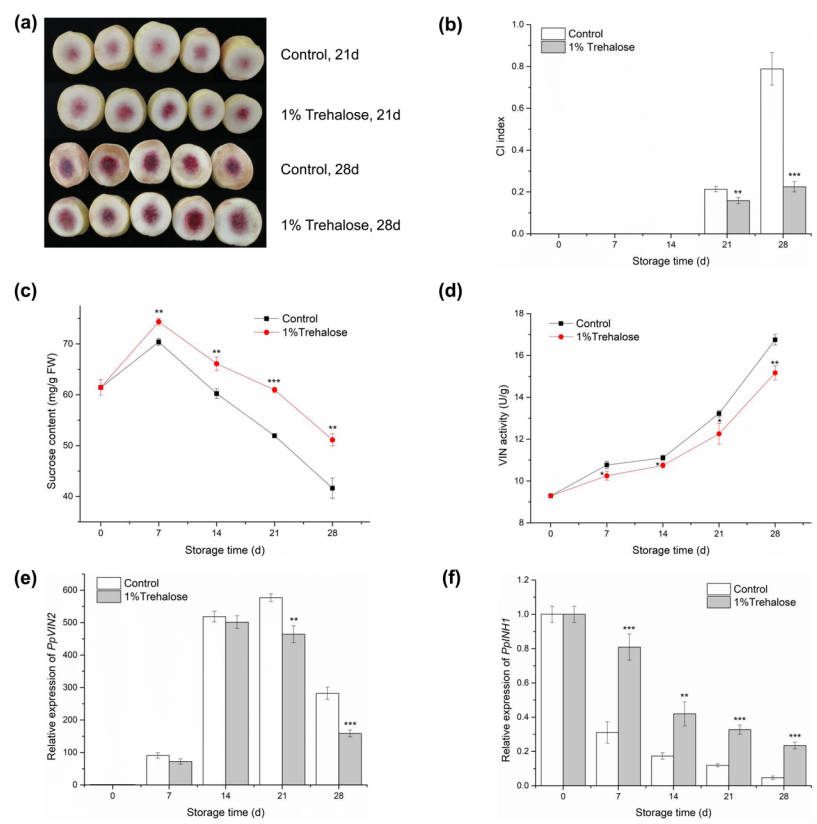 (a)
Control, 21d
1% Trehalose, 21d
Control, 28d
1% Trehalose, 28d
(b)
Control
1% Trehalose
CI index
1.0
0.8
0.6
0.4
0.2
0.0
**
***
0 7 14 21 28
Storage time (d)
(c)
Control
1%Trehalose
Sucrose content (mg/g FW)
70
60
50
40
**
**
***
**
0 7 14 21 28
Storage time (d)
(d)
Control
1%Trehalose
VIN activity (U/g)
18
16
14
12
10
9
8
*
*
*
**
0 7 14 21 28
Storage time (d)
(e)
Control
1%Trehalose
Relative expression of PpVIN2
600
500
400
300
200
100
0
**
***
0 7 14 21 28
Storage time (d)
(f)
Control
1%Trehalose
Relative expression of PpINH1
1.2
1.0
0.8
0.6
0.4
0.2
0.0
***
**
***
***
0 7 14 21 28
Storage time (d)